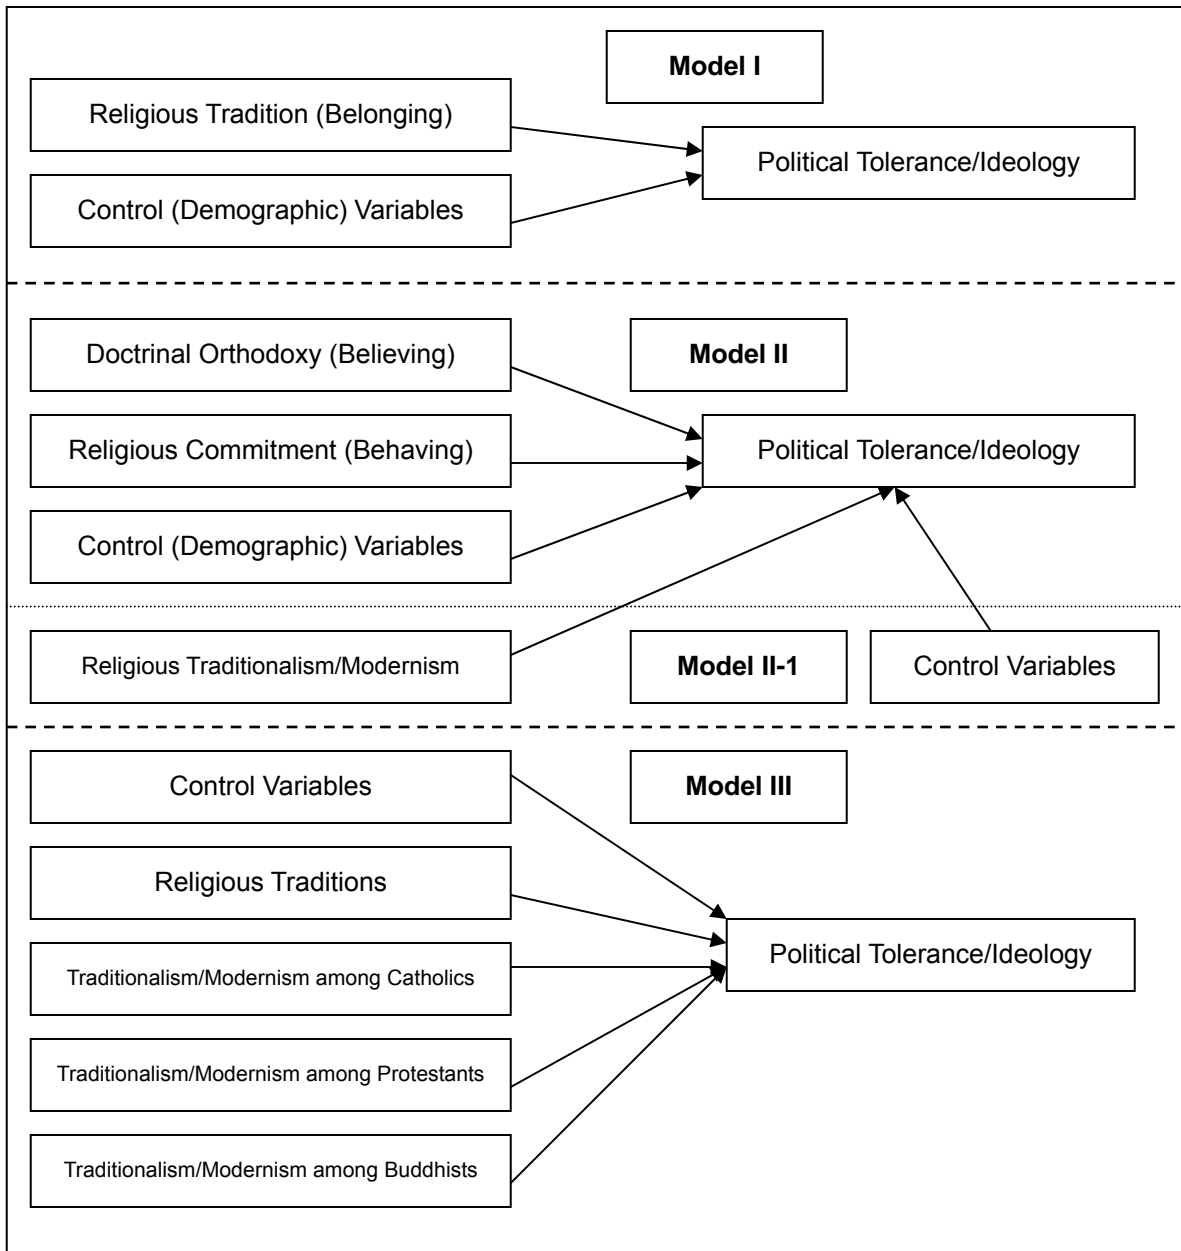 Model I
Religious Tradition (Belonging)
Political Tolerance/Ideology
Control (Demographic) Variables
Doctrinal Orthodoxy (Believing)
Model II
Religious Commitment (Behaving)
Political Tolerance/Ideology
Control (Demographic) Variables
Religious Traditionalism/Modernism
Model II-1
Control Variables
Control Variables
Model III
Religious Traditions
Political Tolerance/Ideology
Traditionalism/Modernism among Catholics
Traditionalism/Modernism among Protestants
Traditionalism/Modernism among Buddhists